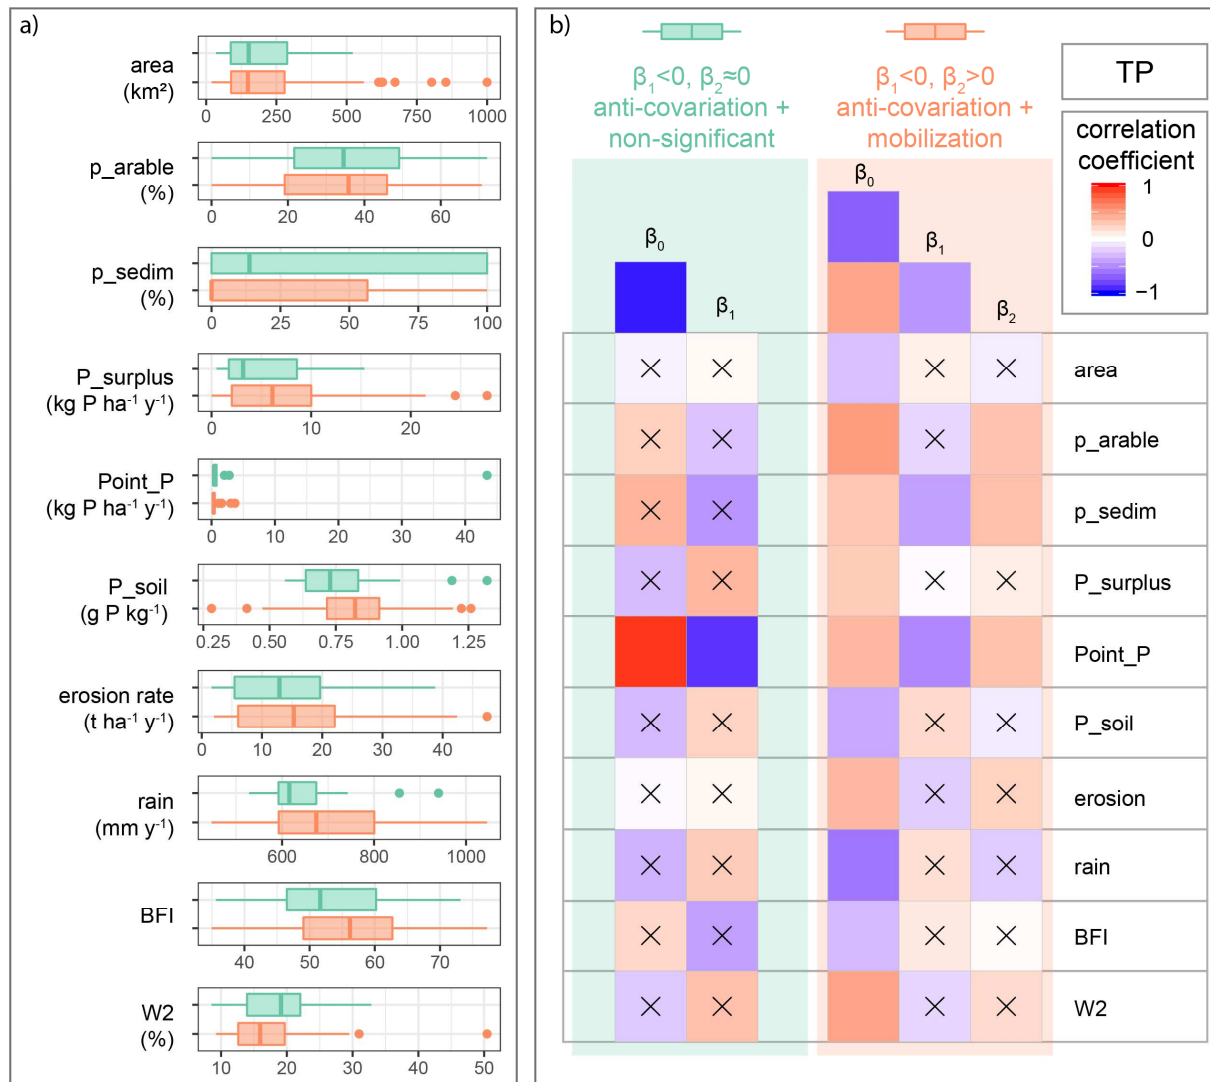 a)
area
(km²)
0 250 500 750 1000
p_arable
(%)
0 20 40 60
p_sedim
(%)
0 25 50 75 100
P_surplus
(kg P ha⁻¹ y⁻¹)
0 10 20
Point_P
(kg P ha⁻¹ y⁻¹)
0 10 20 30 40
P_soil
(g P kg⁻¹)
0.25 0.50 0.75 1.00 1.25
erosion rate
(t ha⁻¹ y⁻¹)
0 10 20 30 40
rain
(mm y⁻¹)
600 800 1000
BFI
40 50 60 70
W2
(%)
10 20 30 40 50
b)
β₁<0, β₂≈0
anti-covariation +
non-significant
β₁<0, β₂>0
anti-covariation +
mobilization
TP
correlation
coefficient
1
0
−1
β₀
β₁
β₀
β₁
β₂
area
p_arable
p_sedim
P_surplus
Point_P
P_soil
erosion
rain
BFI
W2